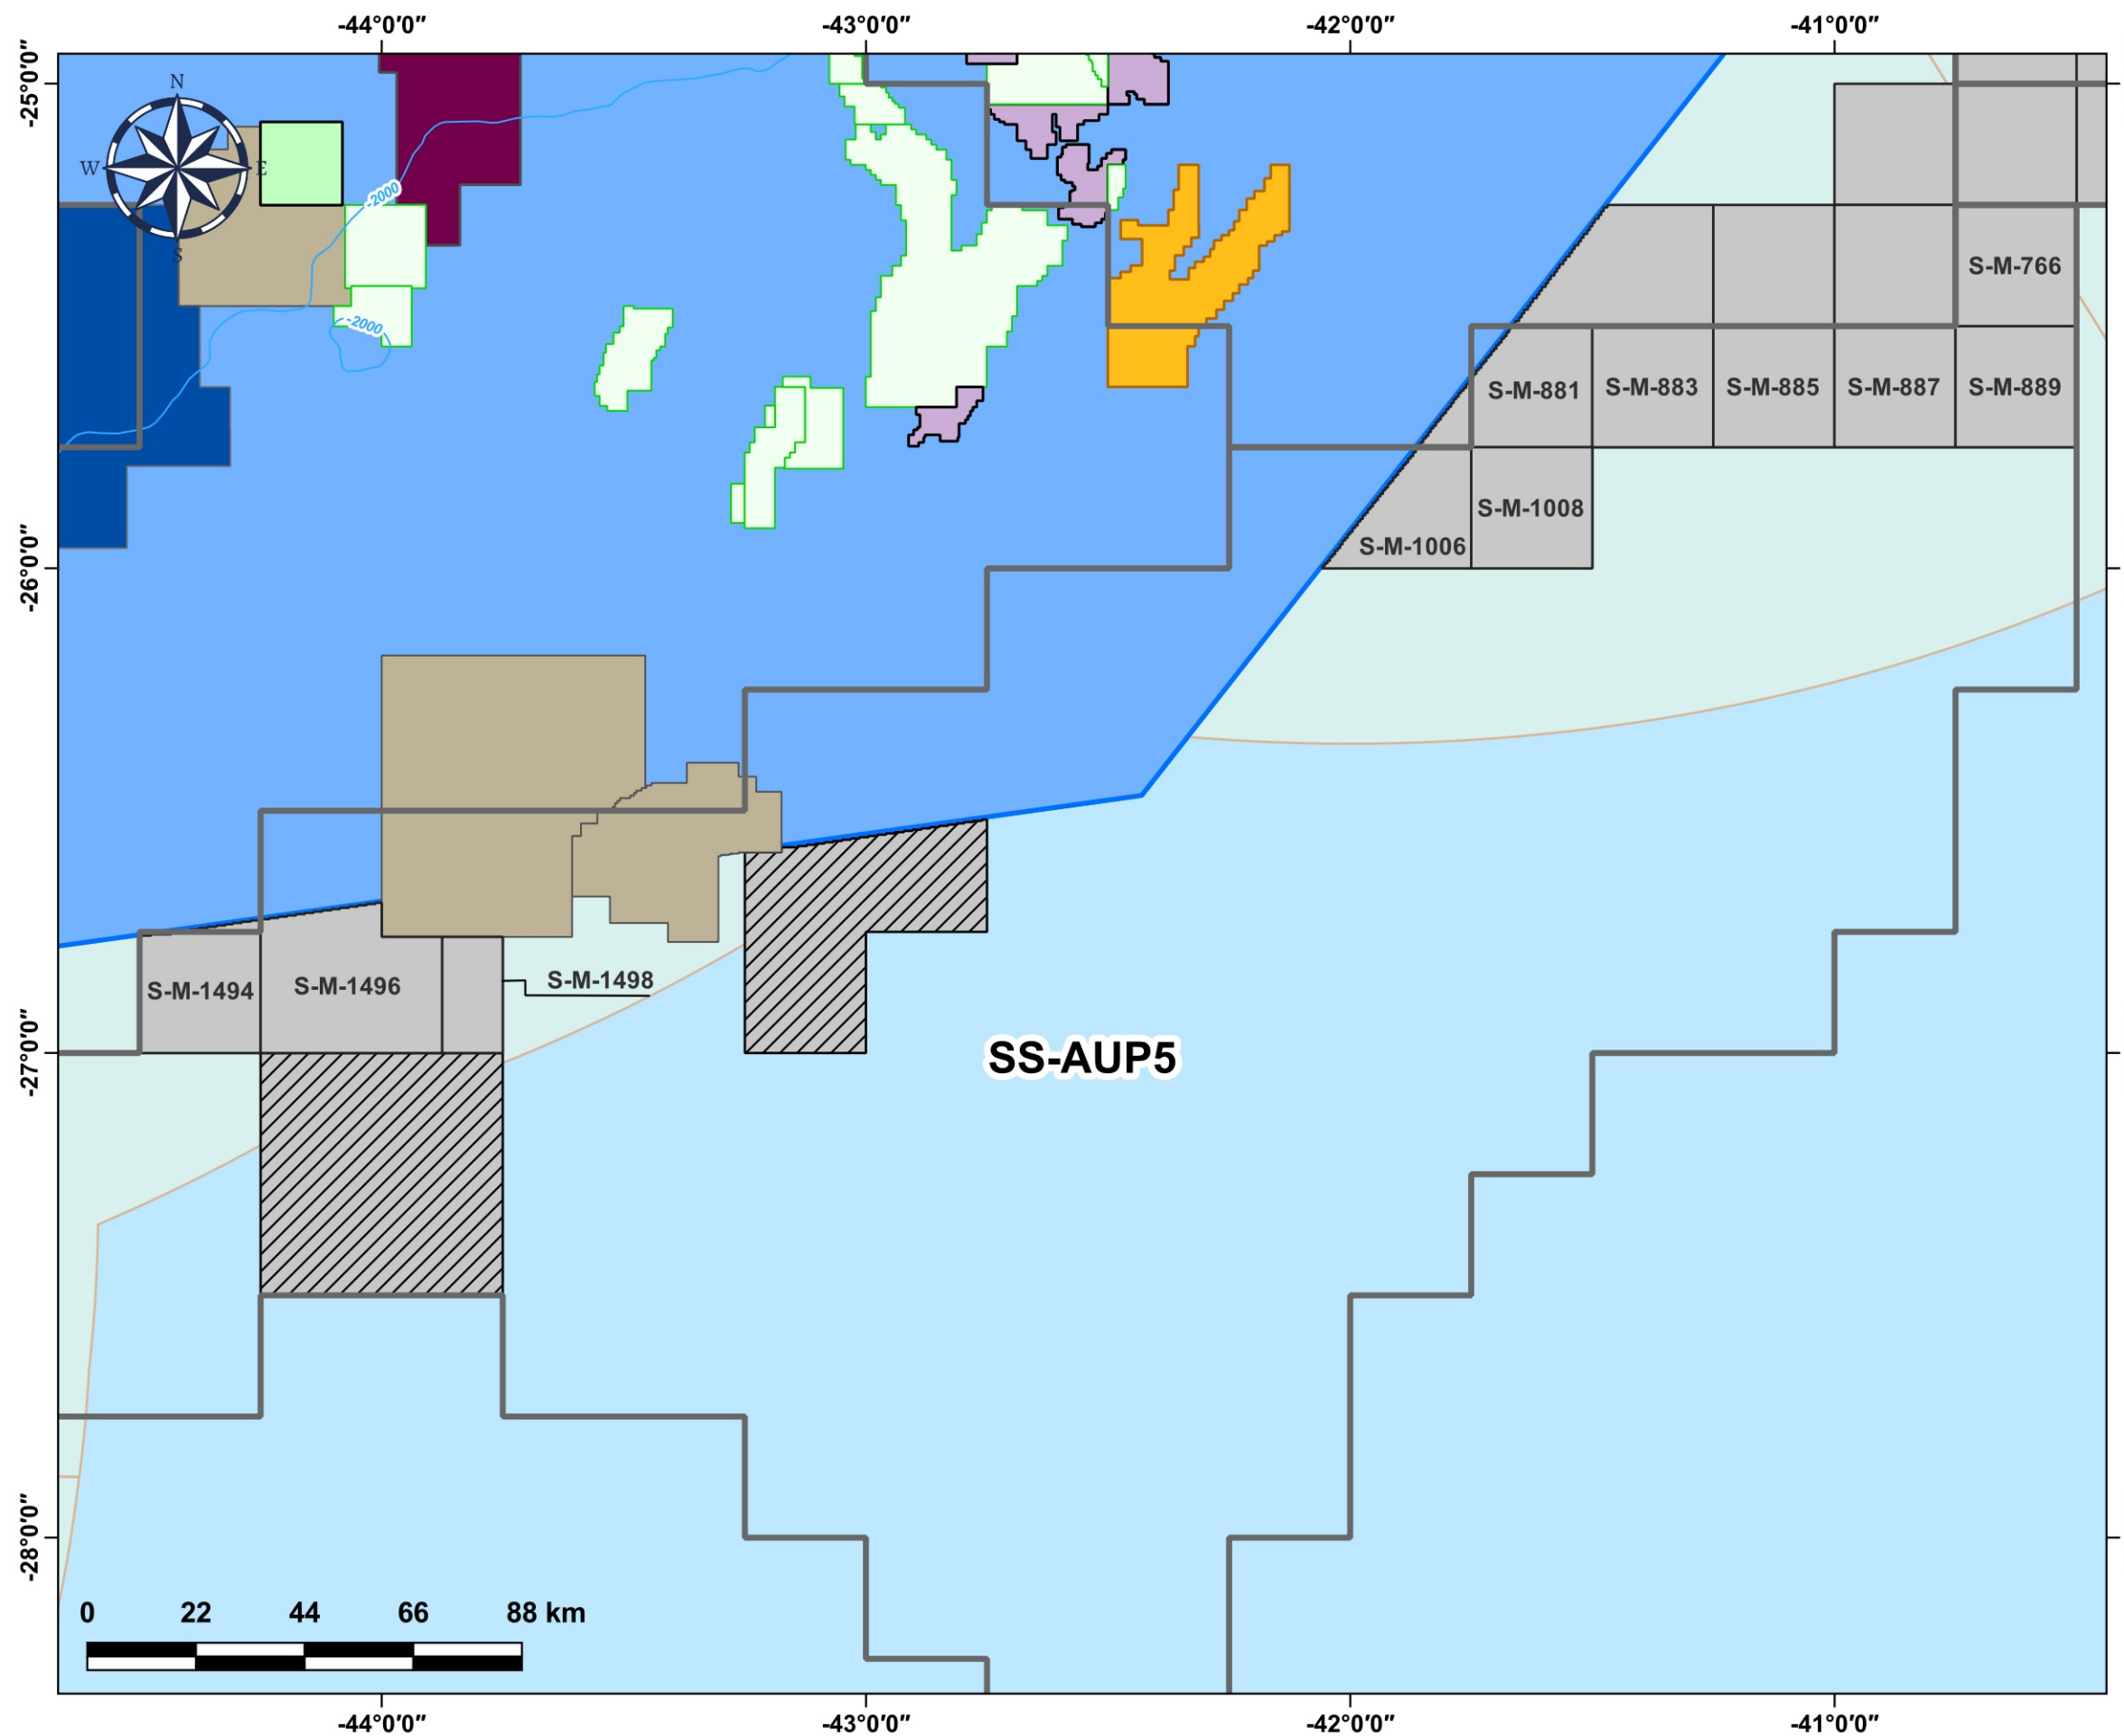 -44°0'0" -43°0'0" -42°0'0" -41°0'0"
-25°0'0"
N
W E
S
-2000
-2000
S-M-766
S-M-881 S-M-883 S-M-885 S-M-887 S-M-889
S-M-1008
S-M-1006
-26°0'0"
S-M-1494 S-M-1496 S-M-1498
-27°0'0"
SS-AUP5
-28°0'0"
0 22 44 66 88 km
-44°0'0" -43°0'0" -42°0'0" -41°0'0"